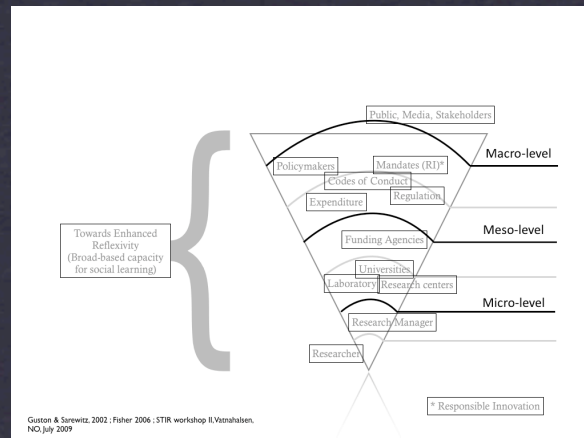 Public, Media, Stakeholders
Macro-level
Policymakers
Mandates (RI)*
Codes of Conduct
Regulation
Expenditure
Meso-level
Funding Agencies
Towards Enhanced
Reflexivity
(Broad-based capacity
for social learning)
Universities
Laboratory
Research centers
Micro-level
Research Manager
Researcher
* Responsible Innovation
Guston & Sarewitz, 2002 ; Fisher 2006 ; STIR workshop II, Vatnahalsen,
NO, July 2009